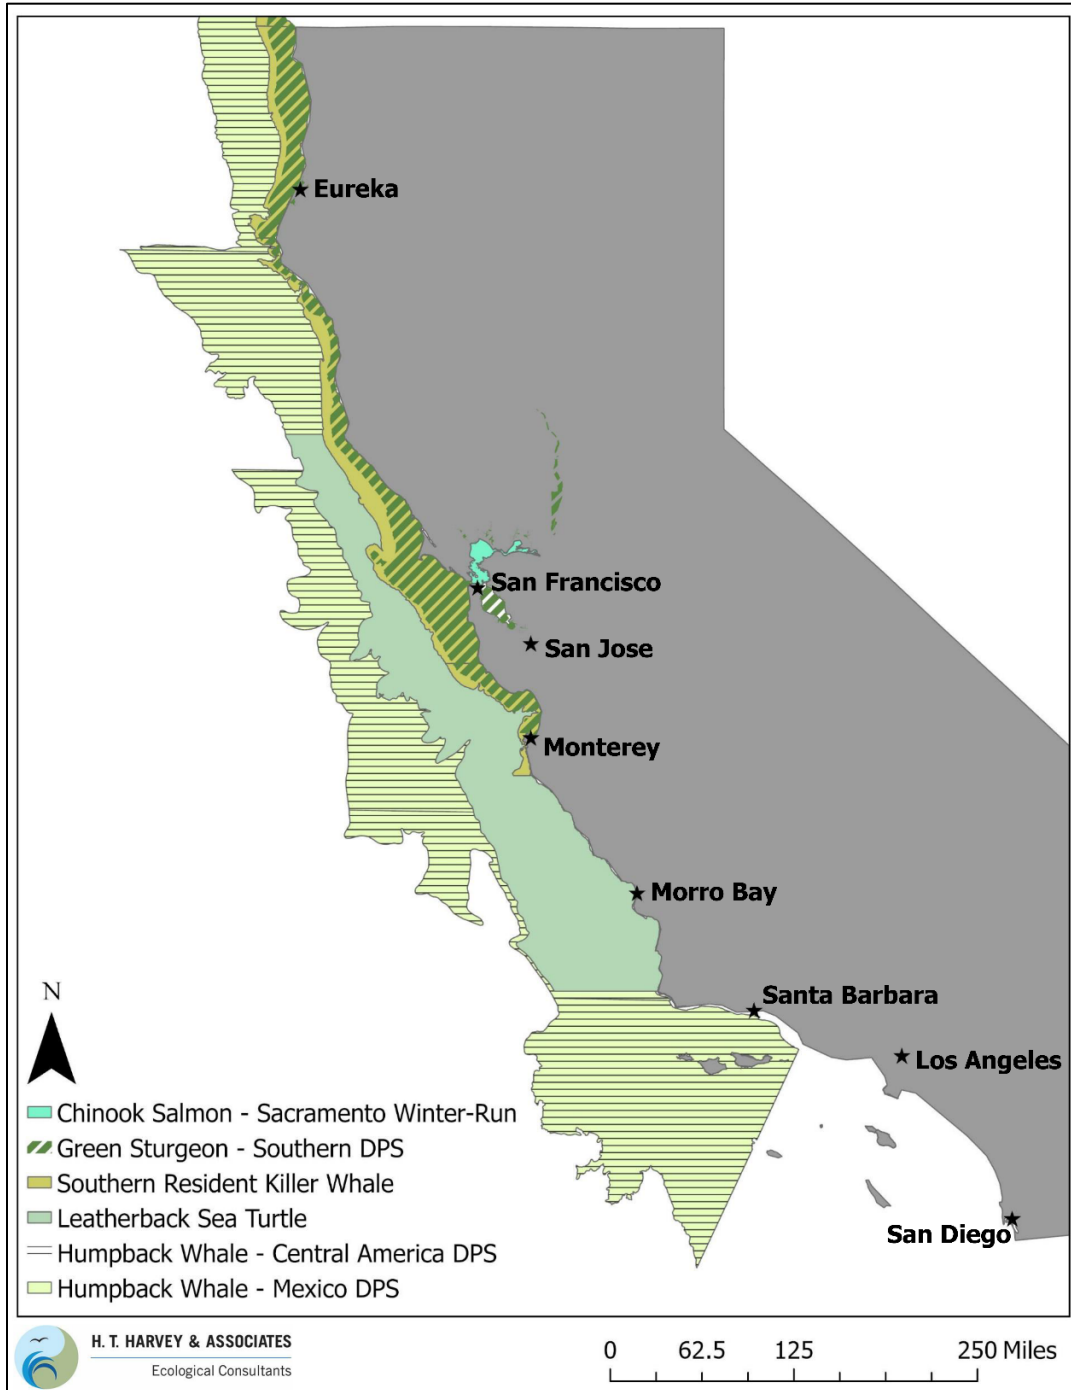 Eureka
San Francisco
San Jose
Monterey
Morro Bay
Santa Barbara
Los Angeles
San Diego
N
Chinook Salmon - Sacramento Winter-Run
Green Sturgeon - Southern DPS
Southern Resident Killer Whale
Leatherback Sea Turtle
Humpback Whale - Central America DPS
Humpback Whale - Mexico DPS
H. T. HARVEY & ASSOCIATES
Ecological Consultants
0 62.5 125 250 Miles